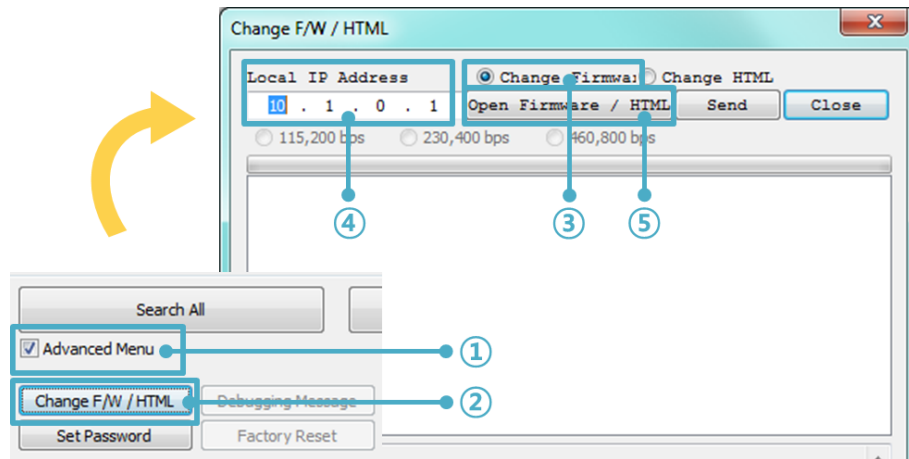 Change F/W / HTML
Local IP Address
Change Firmwar
Change HTML
10 . 1 . 0 . 1
Open Firmware / HTML
Send
Close
115,200 bps
230,400 bps
460,800 bps
④
③
⑤
Search All
Advanced Menu
①
Change F/W / HTML
Debugging Message
②
Set Password
Factory Reset